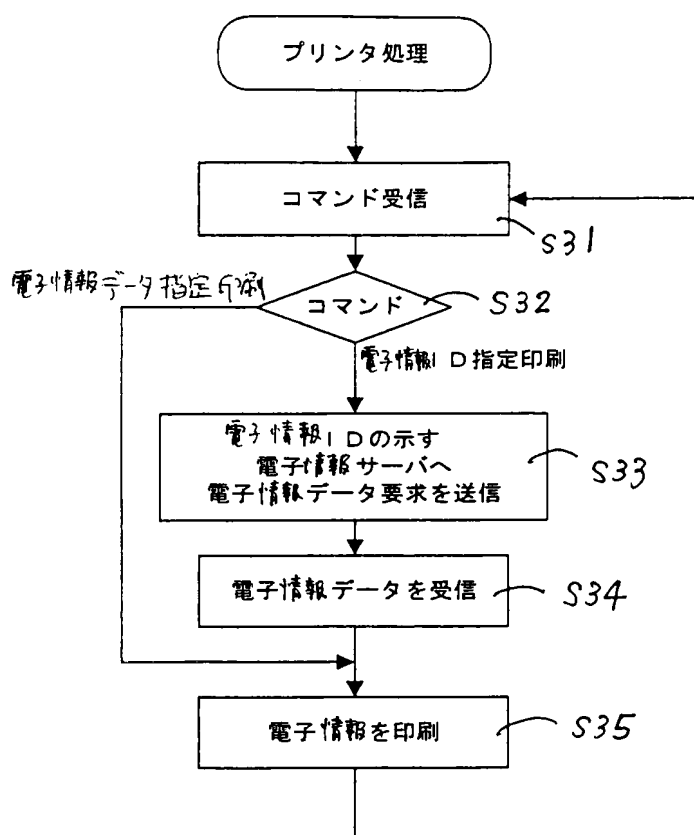 プリンタ処理
コマンド受信
S31
電子情報データ指定印刷
コマンド
S32
電子情報ID指定印刷
電子情報IDの示す
電子情報サーバへ
電子情報データ要求を送信
S33
電子情報データを受信
S34
電子情報を印刷
S35